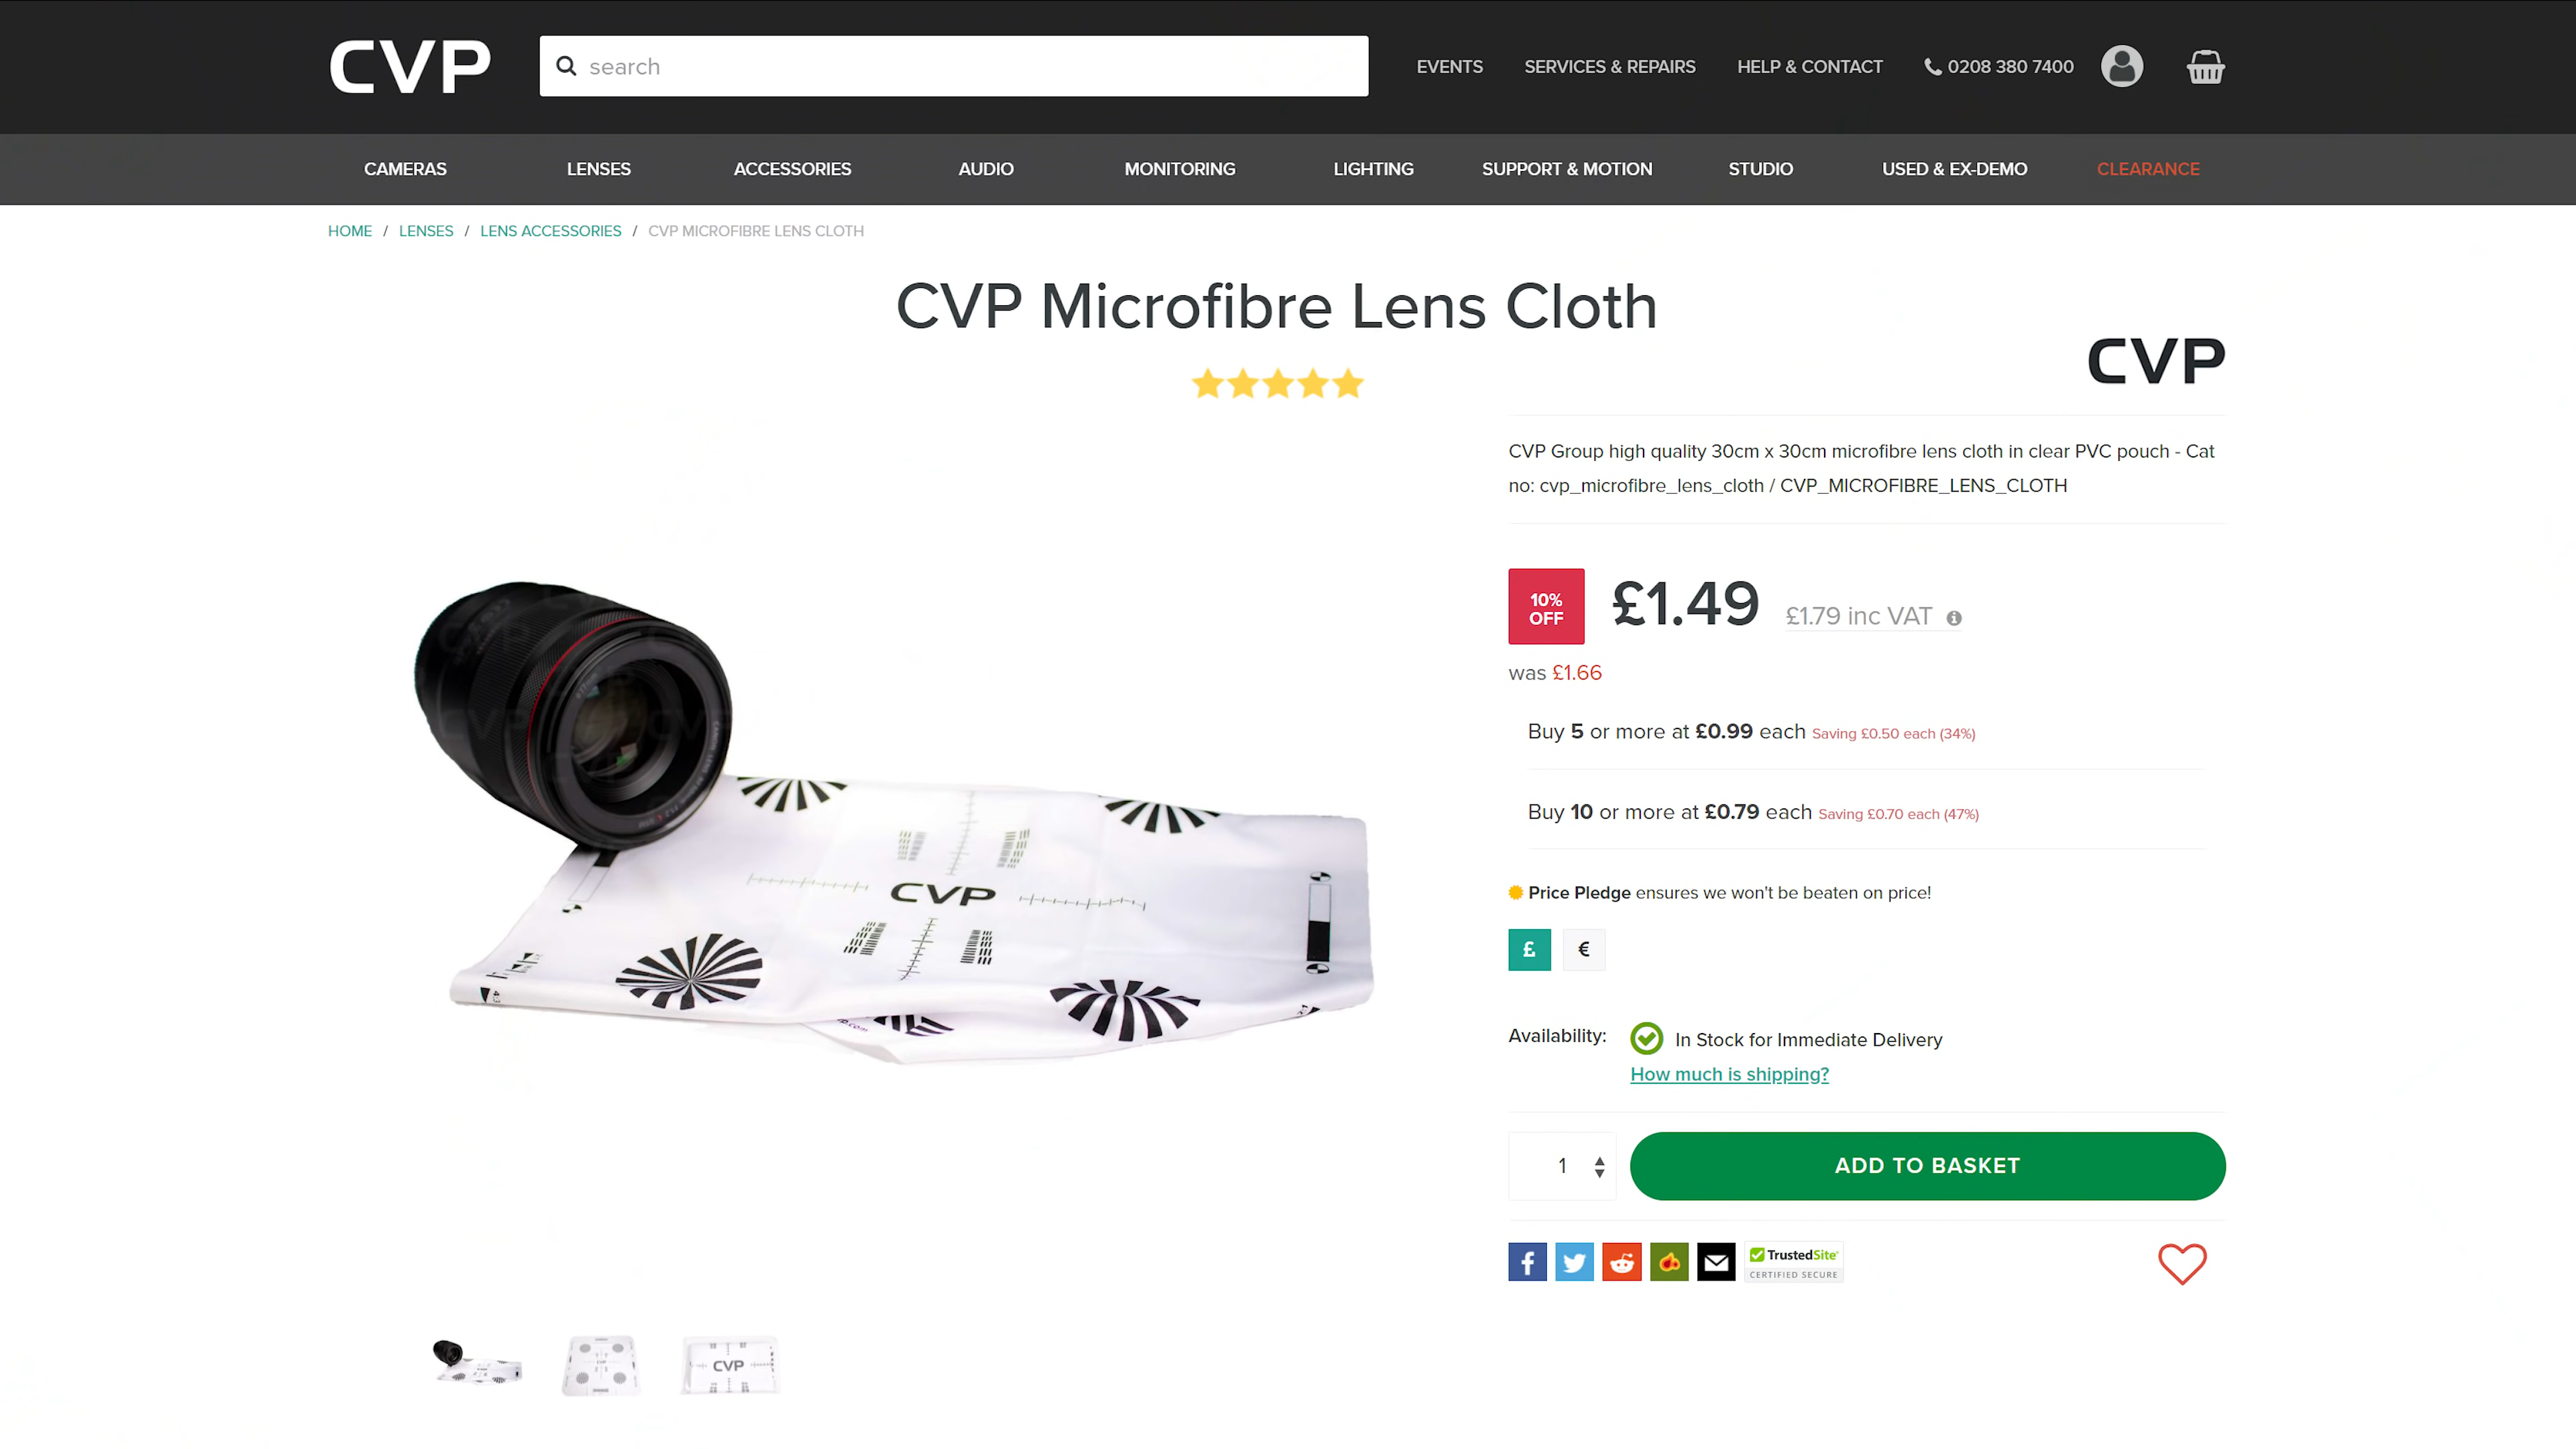 CVP
search
EVENTS
SERVICES & REPAIRS
HELP & CONTACT
0208 380 7400
CAMERAS
LENSES
ACCESSORIES
AUDIO
MONITORING
LIGHTING
SUPPORT & MOTION
STUDIO
USED & EX-DEMO
CLEARANCE
HOME / LENSES / LENS ACCESSORIES / CVP MICROFIBRE LENS CLOTH
CVP Microfibre Lens Cloth
CVP
CVP Group high quality 30cm x 30cm microfibre lens cloth in clear PVC pouch - Cat
no: cvp_microfibre_lens_cloth / CVP_MICROFIBRE_LENS_CLOTH
10%
OFF
£1.49
£1.79 inc VAT
was £1.66
Buy 5 or more at £0.99 each Saving £0.50 each (34%)
Buy 10 or more at £0.79 each Saving £0.70 each (47%)
Price Pledge ensures we won't be beaten on price!
£
€
Availability:
In Stock for Immediate Delivery
How much is shipping?
1
ADD TO BASKET
TrustedSite
CERTIFIED SECURE
CVP
CVP